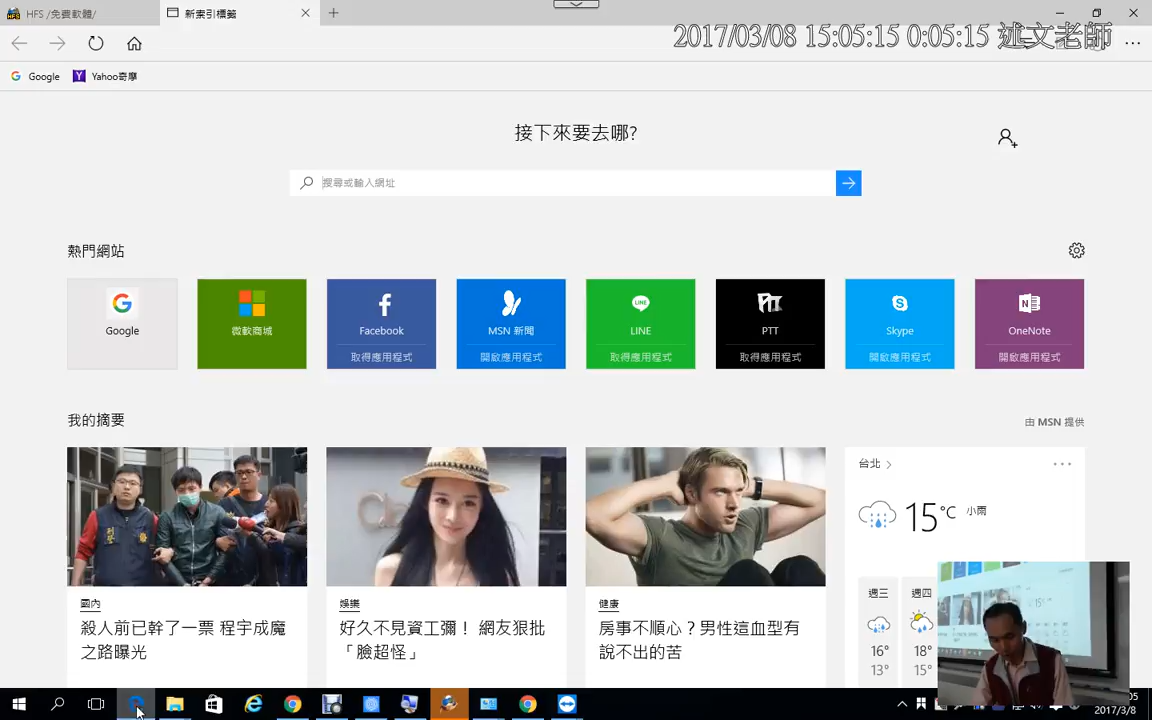 HFS /免費軟體/
新索引標籤
2017/03/08 15:05:15 0:05:15 述文老師
Google
Yahoo奇摩
接下來要去哪?
搜尋或輸入網址
熱門網站
Google
微軟商城
Facebook
取得應用程式
MSN 新聞
開啟應用程式
LINE
取得應用程式
PTT
取得應用程式
Skype
開啟應用程式
OneNote
開啟應用程式
我的摘要
由 MSN 提供
國內
殺人前已幹了一票 程宇成魔
之路曝光
娛樂
好久不見資工彌！ 網友狠批
「臉超怪」
健康
房事不順心？男性這血型有
說不出的苦
台北
15°C 小雨
週三
週四
16°
18°
13°
15°
2017/3/8